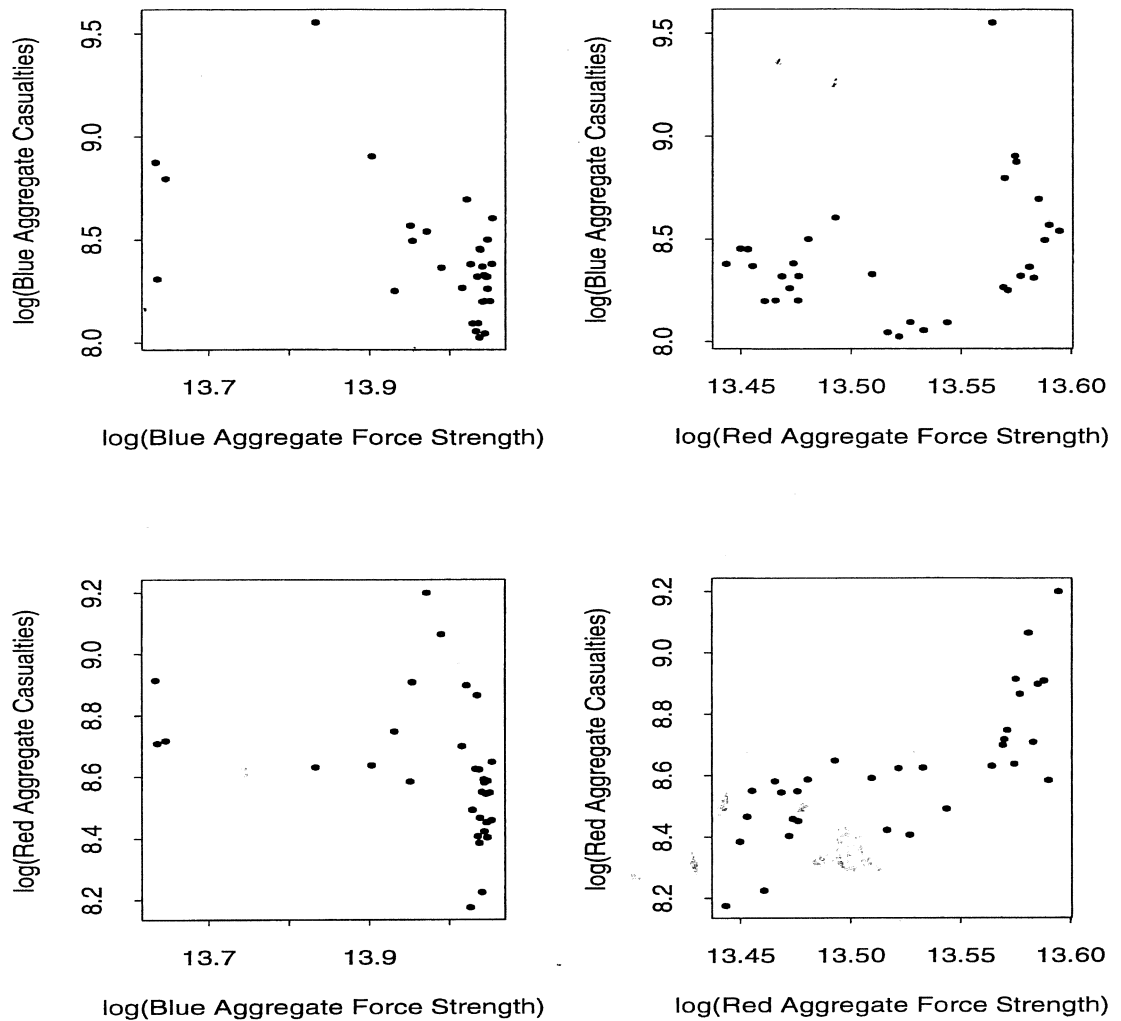 log(Blue Aggregate Casualties)
8.0 8.5 9.0 9.5
13.7 13.9
log(Blue Aggregate Force Strength)
log(Blue Aggregate Casualties)
8.0 8.5 9.0 9.5
13.45 13.50 13.55 13.60
log(Red Aggregate Force Strength)
log(Red Aggregate Casualties)
8.2 8.4 8.6 8.8 9.0 9.2
13.7 13.9
log(Blue Aggregate Force Strength)
log(Red Aggregate Casualties)
8.2 8.4 8.6 8.8 9.0 9.2
13.45 13.50 13.55 13.60
log(Red Aggregate Force Strength)